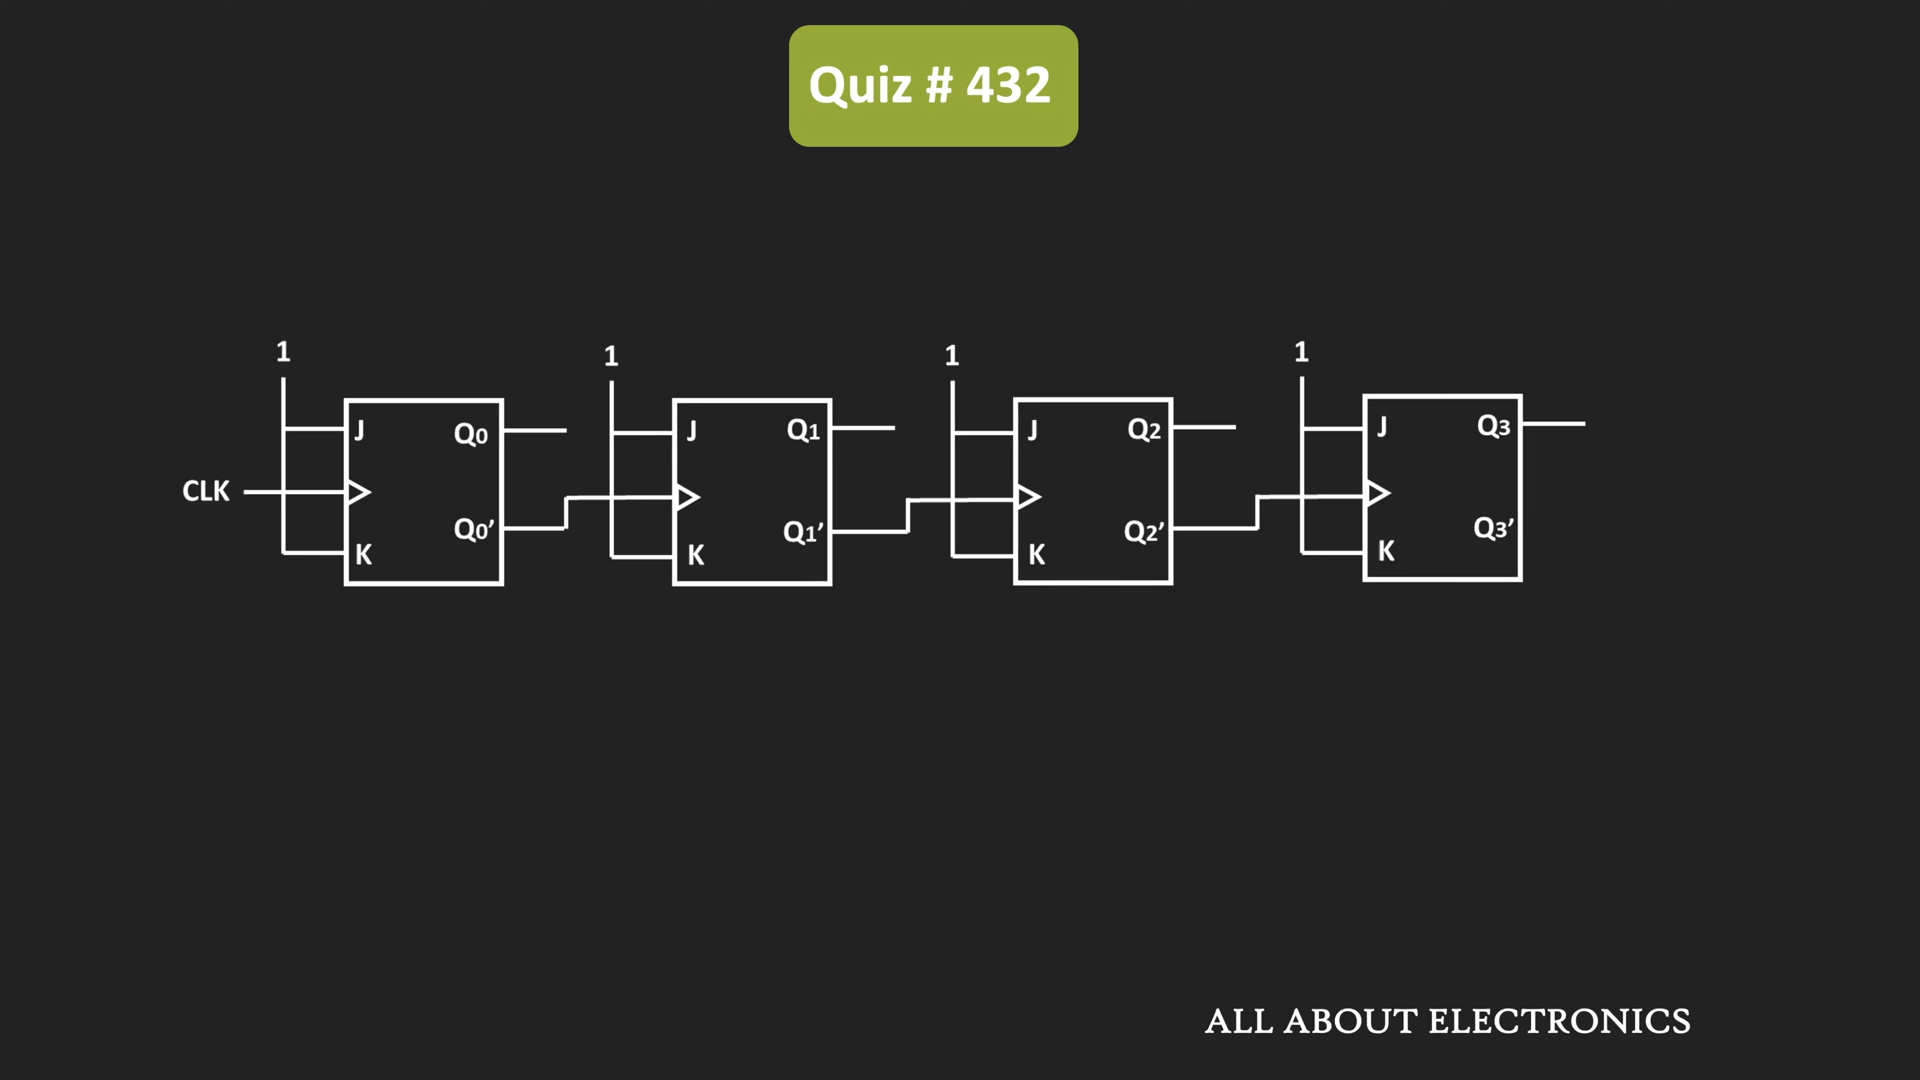 Quiz # 432
1 1 1 1
J Q0 J Q1 J Q2 J Q3
CLK
Q0' Q1' Q2' Q3'
K K K K
ALL ABOUT ELECTRONICS